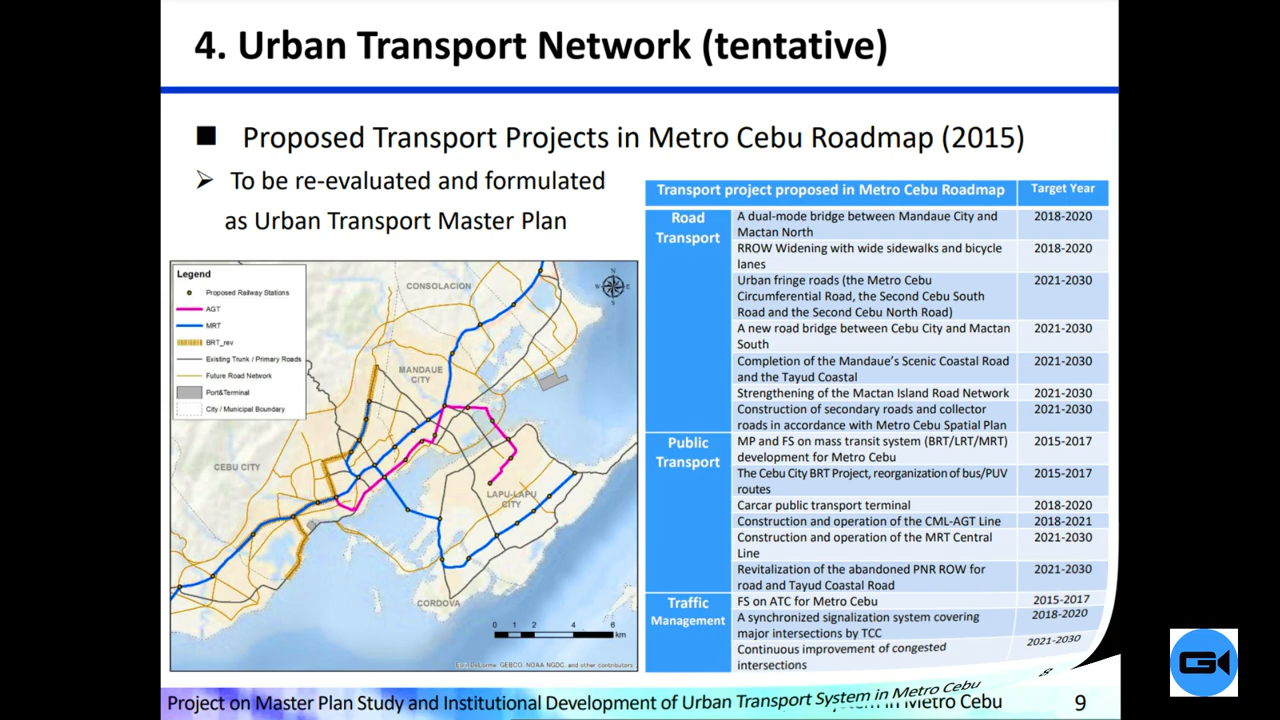 4. Urban Transport Network (tentative)
Proposed Transport Projects in Metro Cebu Roadmap (2015)
To be re-evaluated and formulated
as Urban Transport Master Plan
Legend
Proposed Railway Stations
AGT
MRT
BRT_rev
Existing Trunk / Primary Roads
Future Road Network
Port&Terminal
City / Municipal Boundary
CONSOLACION
N
W
E
S
MANDAUE
CITY
CEBU CITY
LAPU-LAPU
CITY
CORDOVA
0 1 2 4 6
km
Esri, DeLorme, GEBCO, NOAA NGDC, and other contributors
Transport project proposed in Metro Cebu Roadmap Target Year
Road
Transport
A dual-mode bridge between Mandaue City and 2018-2020
Mactan North
RROW Widening with wide sidewalks and bicycle 2018-2020
lanes
Urban fringe roads (the Metro Cebu 2021-2030
Circumferential Road, the Second Cebu South
Road and the Second Cebu North Road)
A new road bridge between Cebu City and Mactan 2021-2030
South
Completion of the Mandaue's Scenic Coastal Road 2021-2030
and the Tayud Coastal
Strengthening of the Mactan Island Road Network 2021-2030
Construction of secondary roads and collector 2021-2030
roads in accordance with Metro Cebu Spatial Plan
Public
Transport
MP and FS on mass transit system (BRT/LRT/MRT) 2015-2017
development for Metro Cebu
The Cebu City BRT Project, reorganization of bus/PUV 2015-2017
routes
Carcar public transport terminal 2018-2020
Construction and operation of the CML-AGT Line 2018-2021
Construction and operation of the MRT Central 2021-2030
Line
Revitalization of the abandoned PNR ROW for 2021-2030
road and Tayud Coastal Road
Traffic
Management
FS on ATC for Metro Cebu 2015-2017
A synchronized signalization system covering 2018-2020
major intersections by TCC
Continuous improvement of congested 2021-2030
intersections
Project on Master Plan Study and Institutional Development of Urban Transport System in Metro Cebu
in Metro Cebu
9